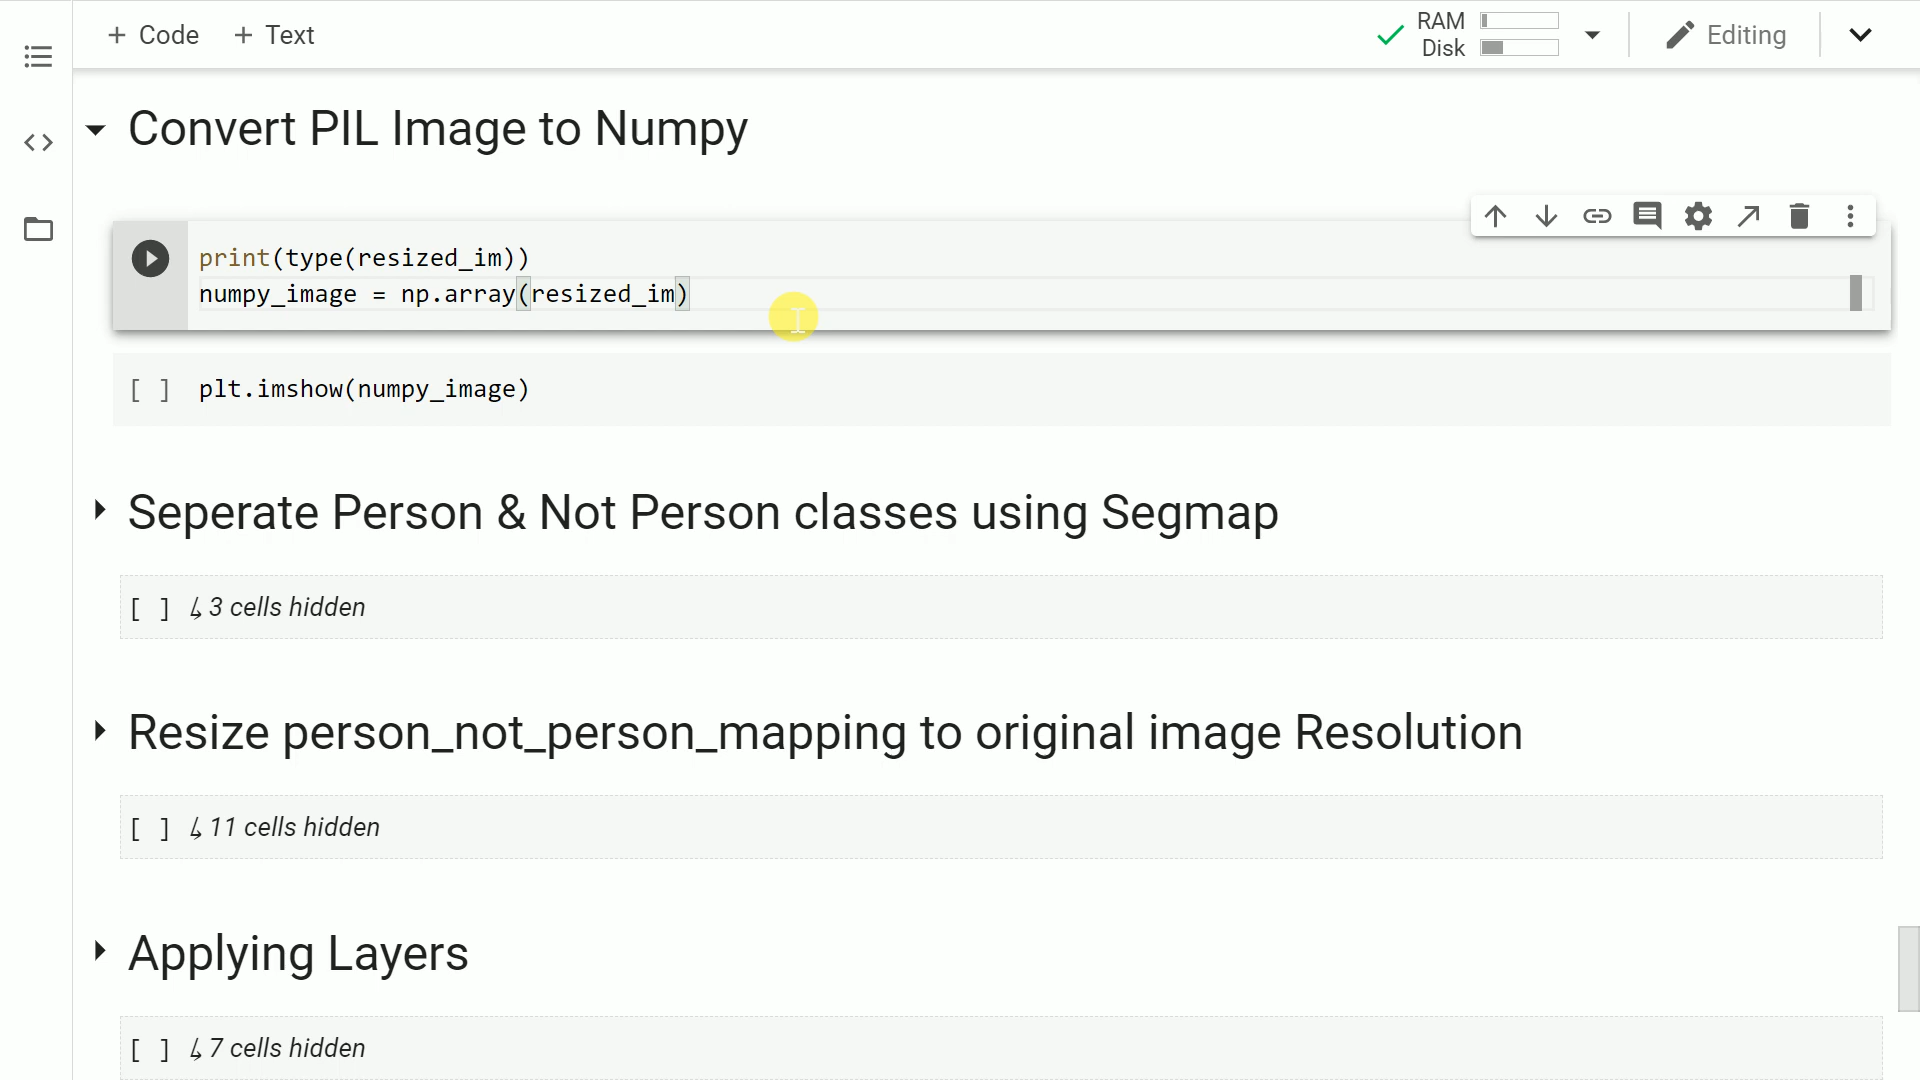 + Code + Text
RAM
Disk
Editing
Convert PIL Image to Numpy
print(type(resized_im))
numpy_image = np.array(resized_im)
[ ] plt.imshow(numpy_image)
Seperate Person & Not Person classes using Segmap
[ ] ↳ 3 cells hidden
Resize person_not_person_mapping to original image Resolution
[ ] ↳ 11 cells hidden
Applying Layers
[ ] ↳ 7 cells hidden